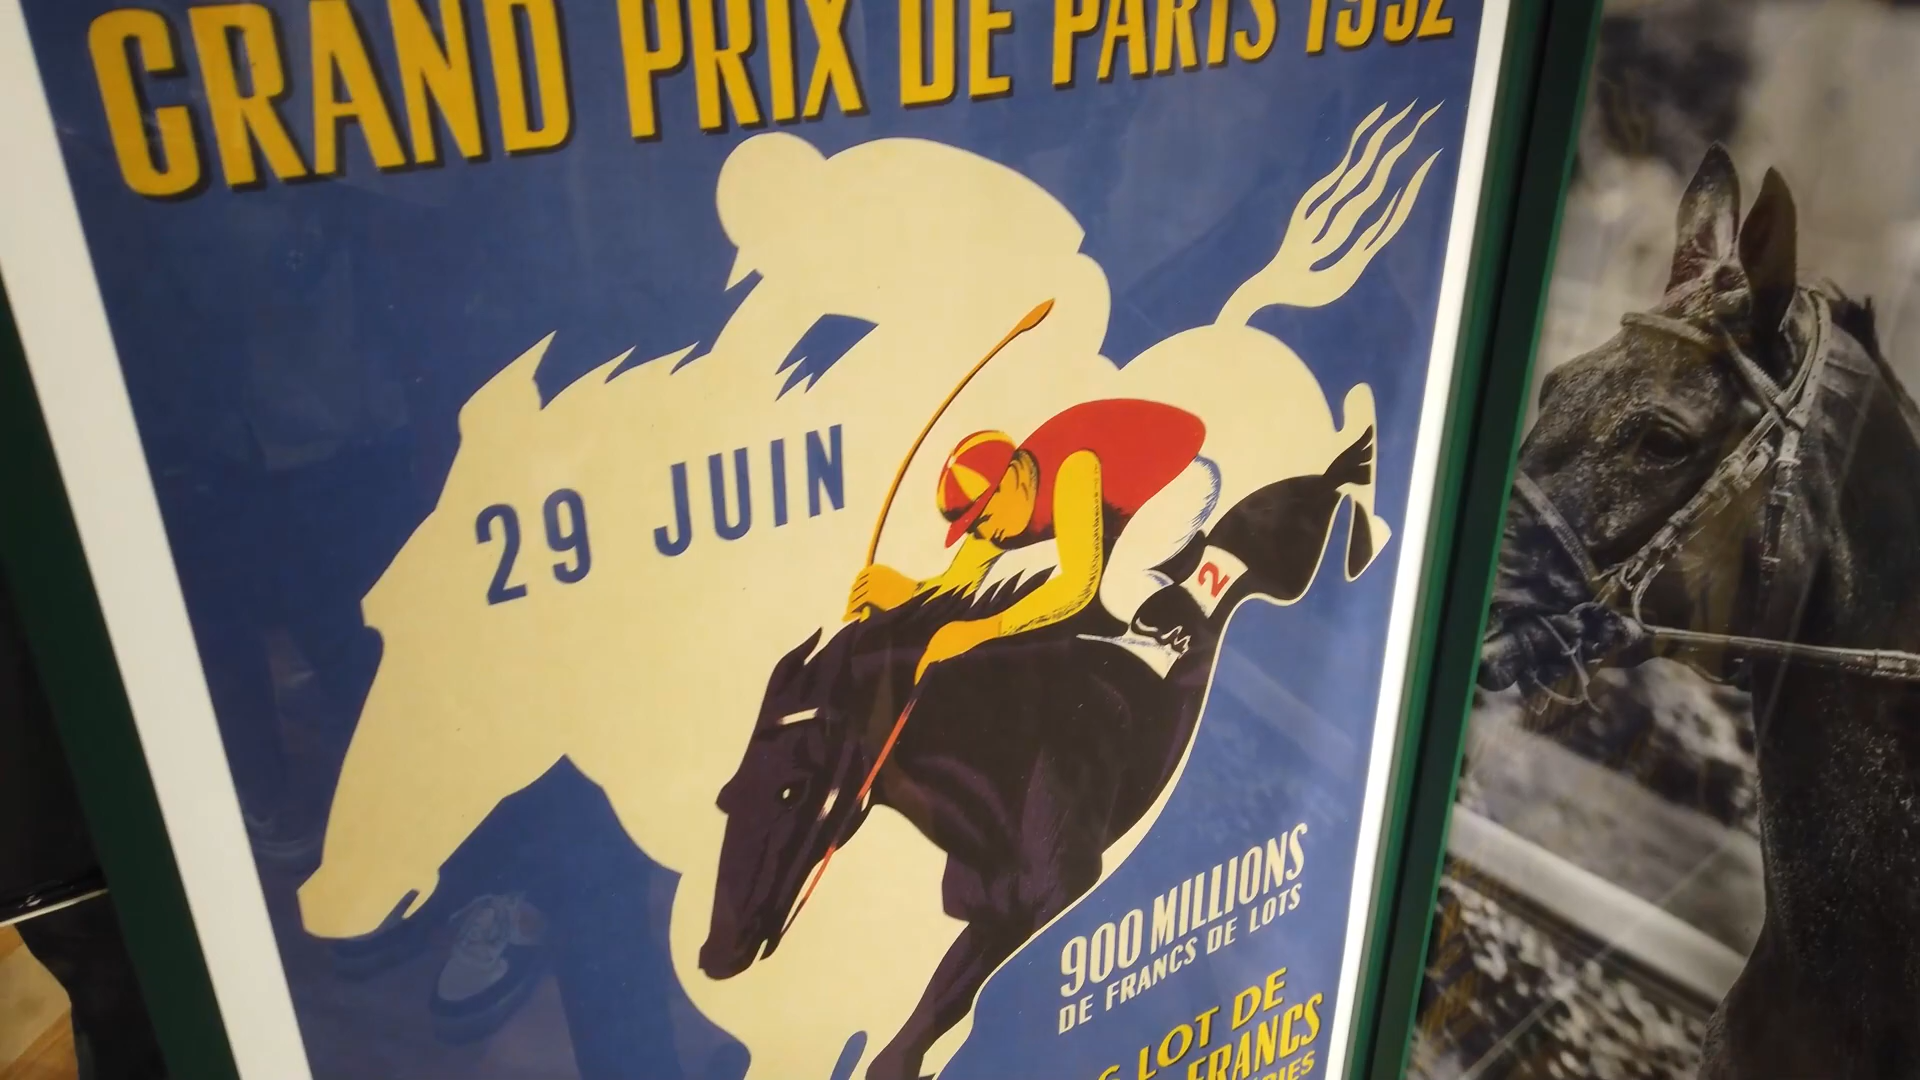 GRAND PRIX DE PARIS 1952
29 JUIN
2
900 MILLIONS
DE FRANCS DE LOTS
LOT DE
FRANCS